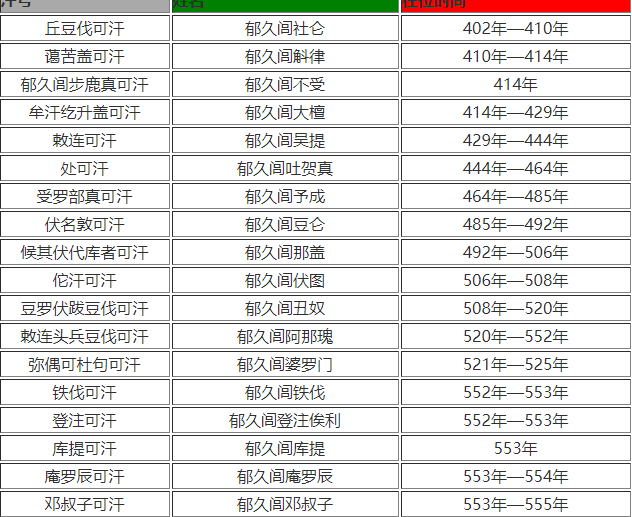 汗号 姓名 在位时间
丘豆伐可汗 郁久闾社仑 402年—410年
蔼苦盖可汗 郁久闾斛律 410年—414年
郁久闾步鹿真可汗 郁久闾不受 414年
牟汗纥升盖可汗 郁久闾大檀 414年—429年
敕连可汗 郁久闾吴提 429年—444年
处可汗 郁久闾吐贺真 444年—464年
受罗部真可汗 郁久闾予成 464年—485年
伏名敦可汗 郁久闾豆仑 485年—492年
候其伏代库者可汗 郁久闾那盖 492年—506年
佗汗可汗 郁久闾伏图 506年—508年
豆罗伏跋豆伐可汗 郁久闾丑奴 508年—520年
敕连头兵豆伐可汗 郁久闾阿那瑰 520年—552年
弥偶可杜句可汗 郁久闾婆罗门 521年—525年
铁伐可汗 郁久闾铁伐 552年—553年
登注可汗 郁久闾登注俟利 552年—553年
库提可汗 郁久闾库提 553年
庵罗辰可汗 郁久闾庵罗辰 553年—554年
邓叔子可汗 郁久闾邓叔子 553年—555年